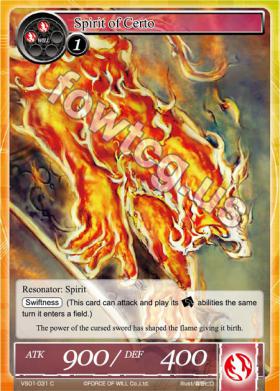 Spirit of Certo
WILL
1
fowtcg.us
Resonator: Spirit
Swiftness (This card can attack and play its abilities the same
turn it enters a field.)
The power of the cursed sword has shaped the flame giving it birth.
ATK 900/ DEF 400
VS01-031 C ©FORCE OF WILL Co.,Ltd.